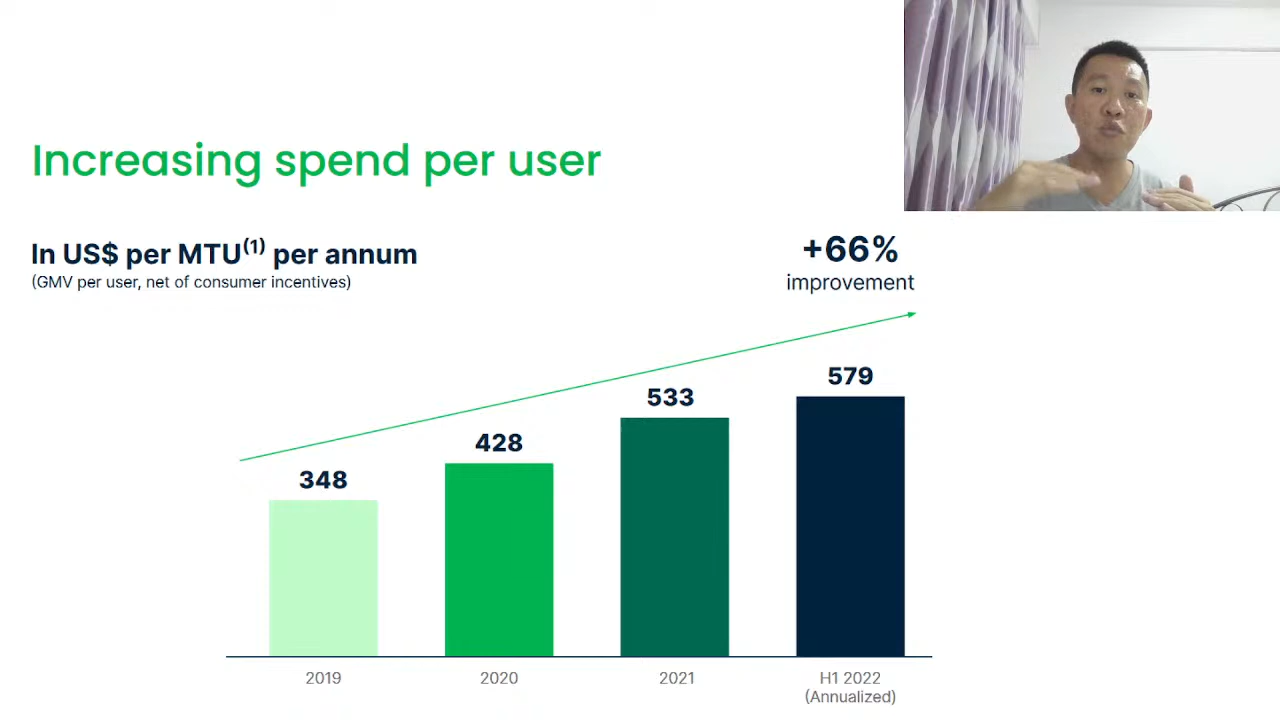 Increasing spend per user
In US$ per MTU(1) per annum
(GMV per user, net of consumer incentives)
+66%
improvement
348
428
533
579
2019
2020
2021
H1 2022
(Annualized)